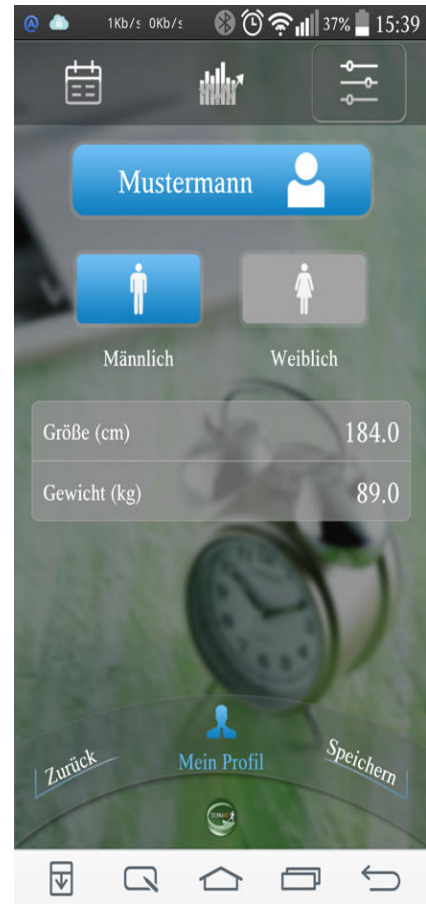 1Kb/s 0Kb/s 37% 15:39
Mustermann
Männlich Weiblich
Größe (cm) 184.0
Gewicht (kg) 89.0
Zurück Mein Profil Speichern